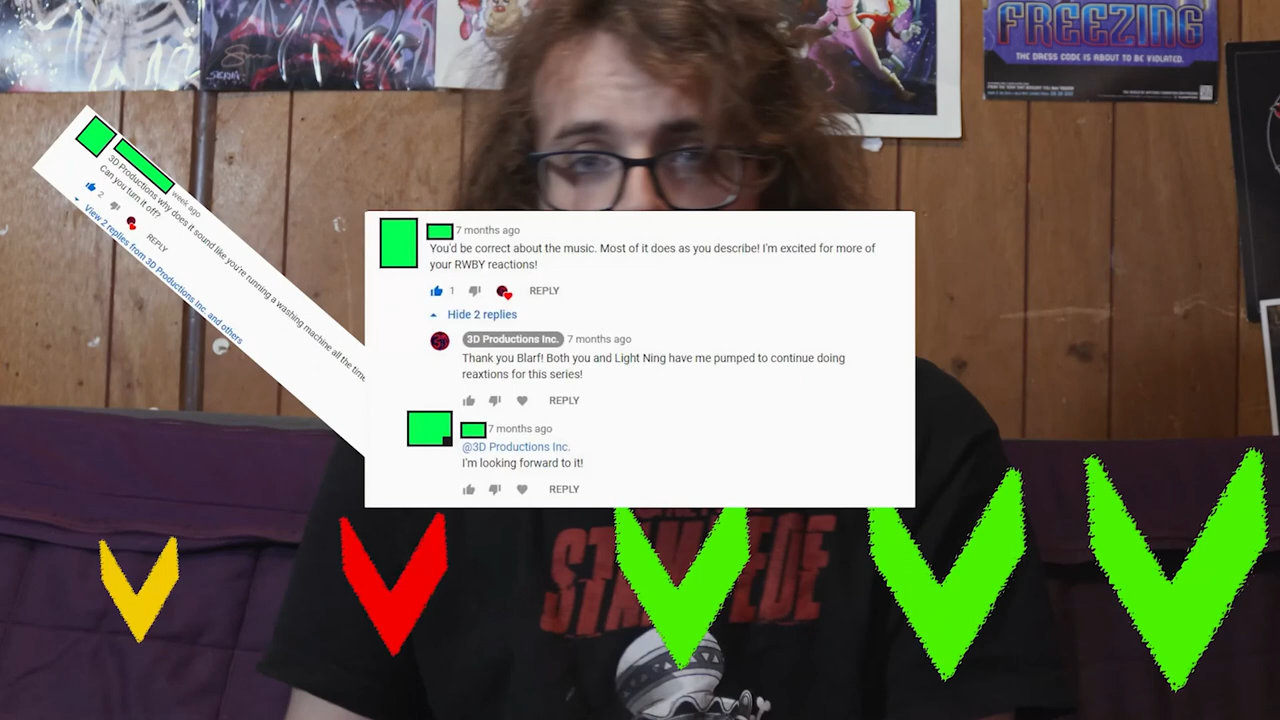 FREEZING
THE DRESS CODE IS ABOUT TO BE VIOLATED.
week ago
3D Productions why does it sound like you're running a washing machine all the time
Can you turn it off?
2
REPLY
View 2 replies from 3D Productions Inc. and others
7 months ago
You'd be correct about the music. Most of it does as you describe! I'm excited for more of
your RWBY reactions!
1
REPLY
Hide 2 replies
3D Productions Inc. 7 months ago
Thank you Blarf! Both you and Light Ning have me pumped to continue doing
reaxtions for this series!
REPLY
7 months ago
@3D Productions Inc.
I'm looking forward to it!
REPLY